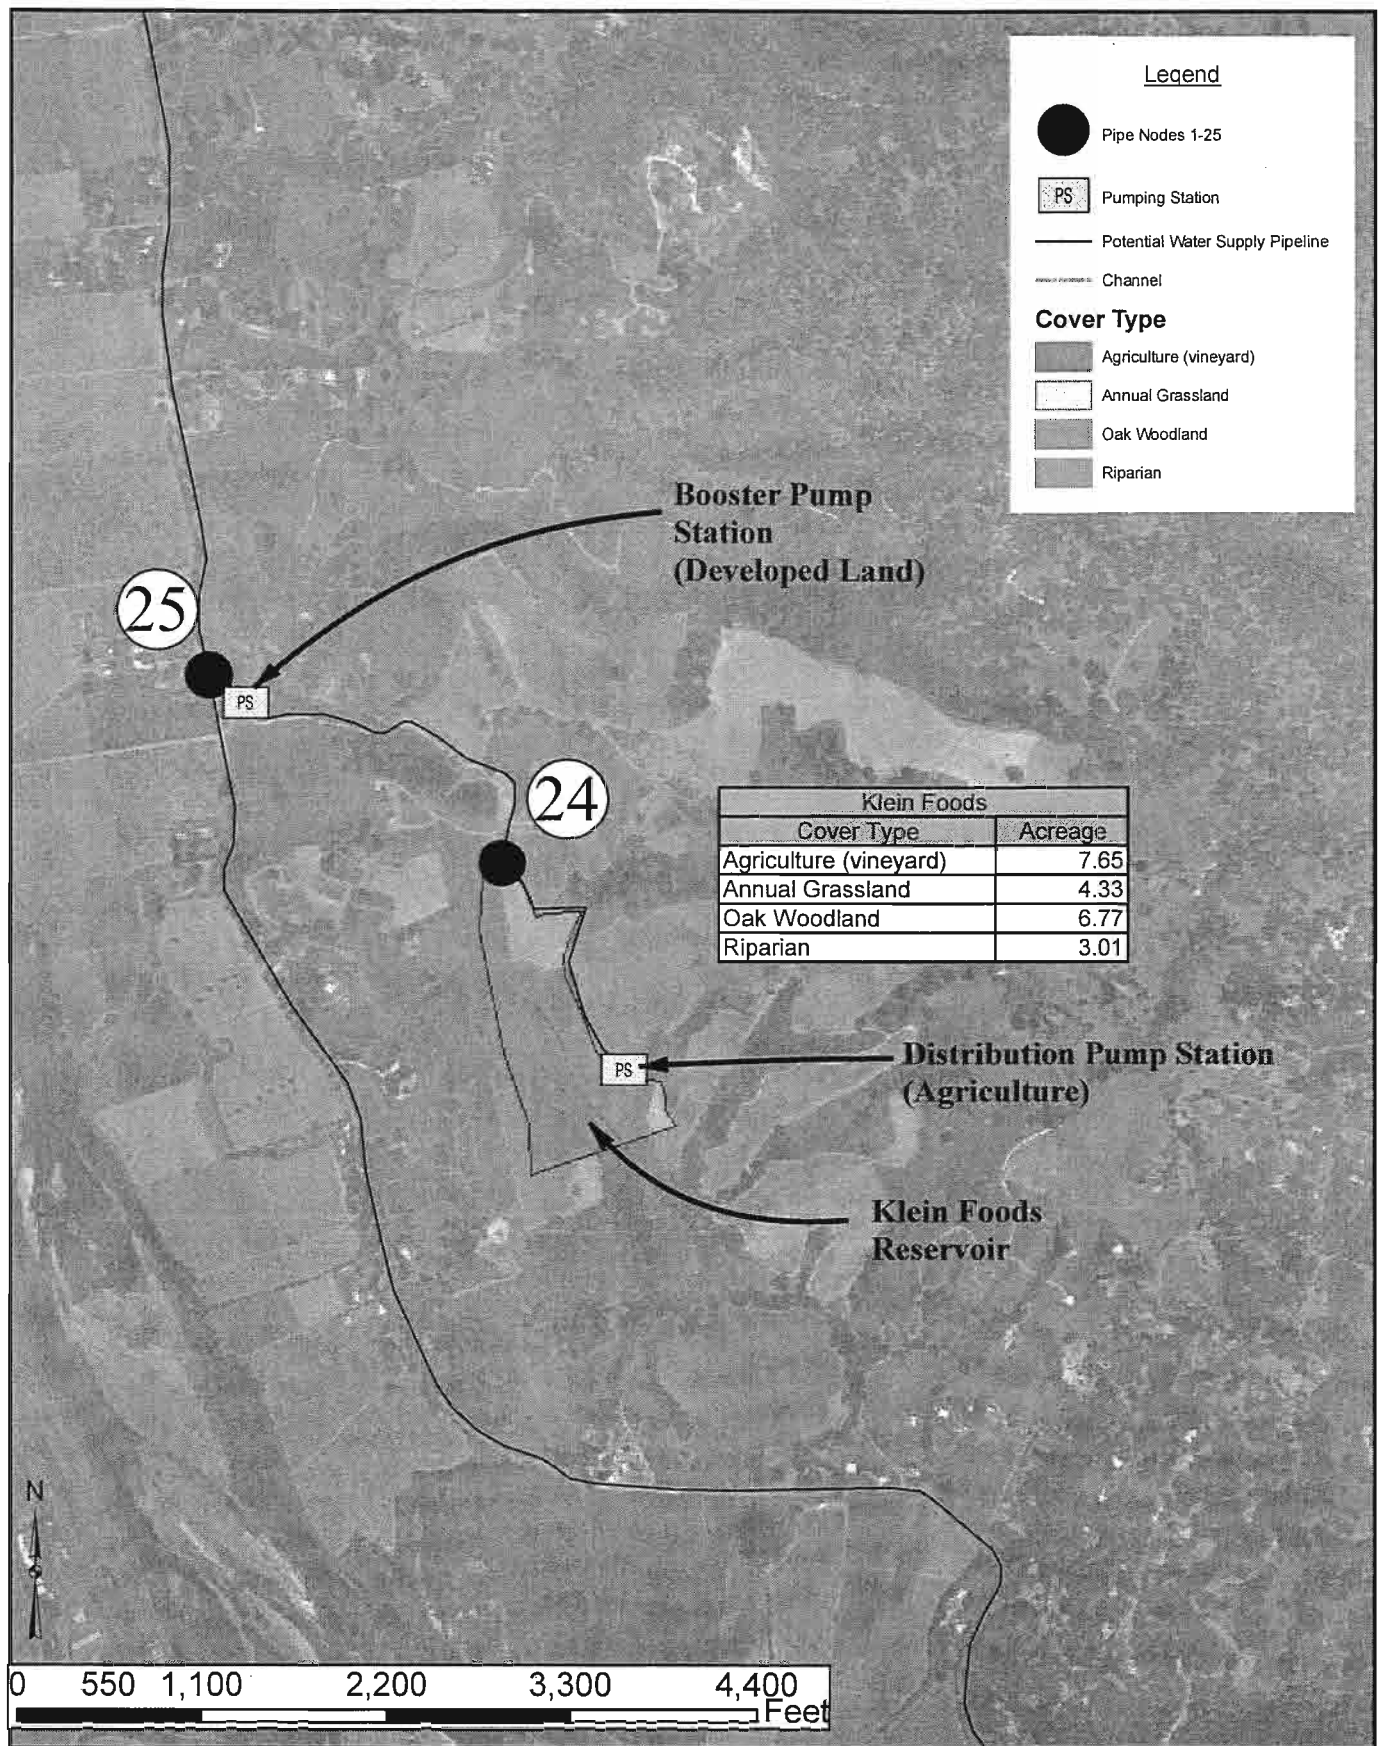 Legend
Pipe Nodes 1-25
PS Pumping Station
Potential Water Supply Pipeline
Channel
Cover Type
Agriculture (vineyard)
Annual Grassland
Oak Woodland
Riparian
Booster Pump
Station
(Developed Land)
25
PS
24
Klein Foods
Cover Type Acreage
Agriculture (vineyard) 7.65
Annual Grassland 4.33
Oak Woodland 6.77
Riparian 3.01
Distribution Pump Station
(Agriculture)
PS
Klein Foods
Reservoir
N
0 550 1,100 2,200 3,300 4,400
Feet